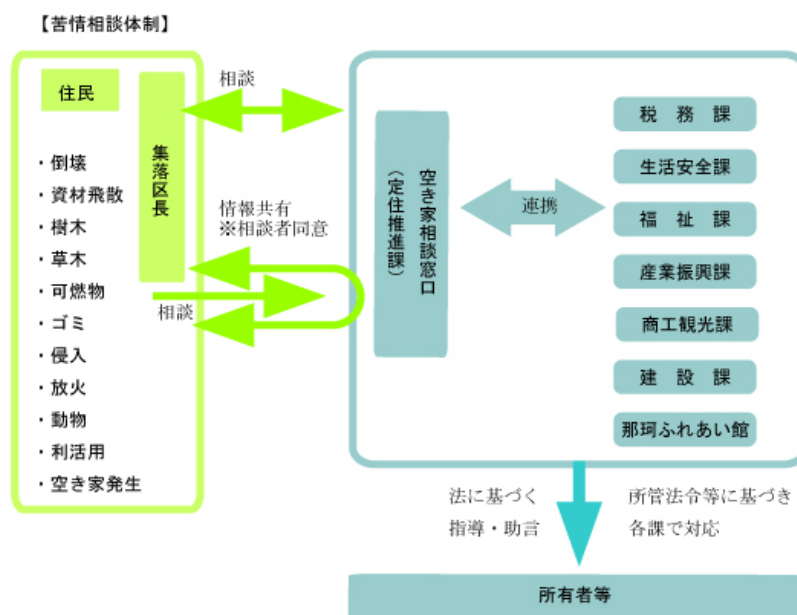 【苦情相談体制】
住民
集落区長
・倒壊
・資材飛散
・樹木
・草木
・可燃物
・ゴミ
・侵入
・放火
・動物
・利活用
・空き家発生
相談
情報共有
※相談者同意
相談
空き家相談窓口
（定住推進課）
連携
税務課
生活安全課
福祉課
産業振興課
商工観光課
建設課
那珂ふれあい館
法に基づく
指導・助言
所管法令等に基づき
各課で対応
所有者等